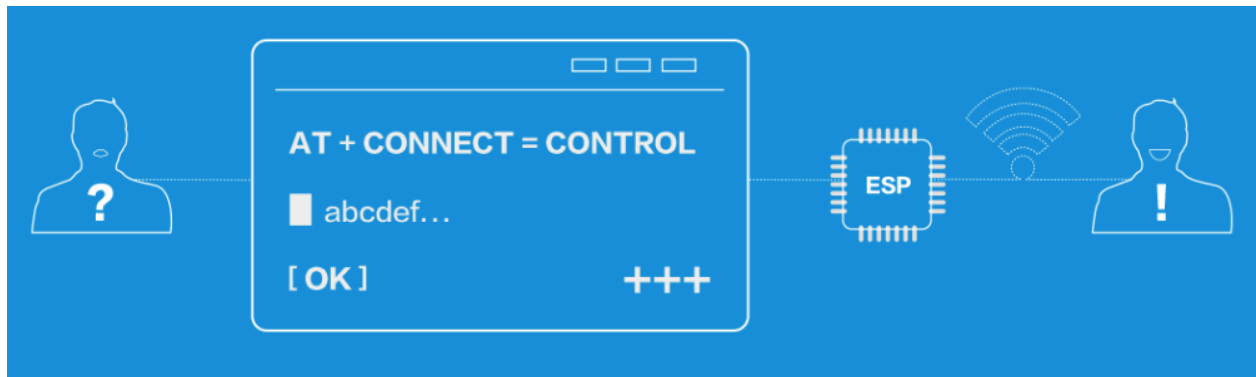 ?
AT + CONNECT = CONTROL
abcdef...
[ OK ] +++
ESP
!